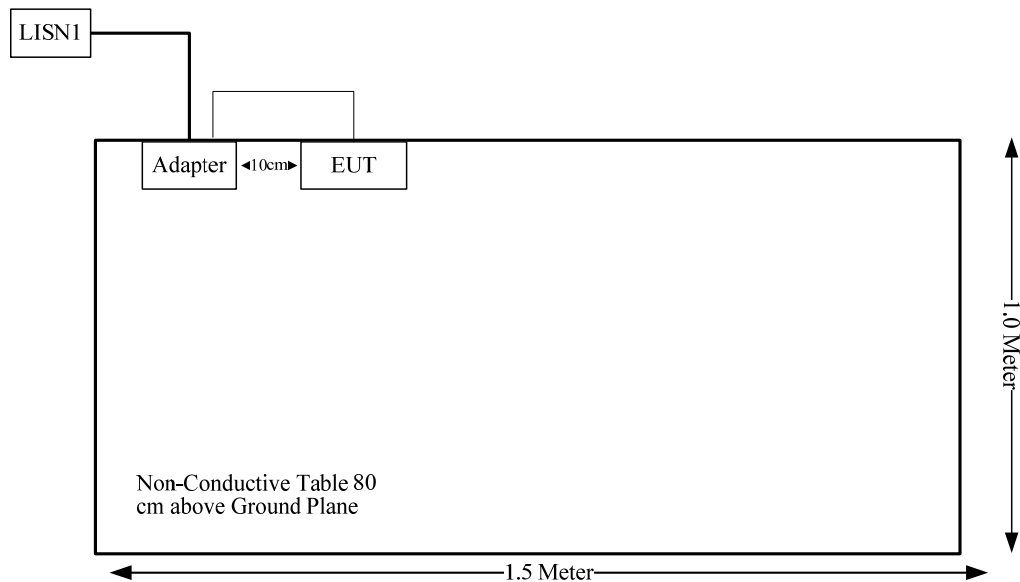 LISN1
Adapter
10cm
EUT
1.0 Meter
Non-Conductive Table 80
cm above Ground Plane
1.5 Meter